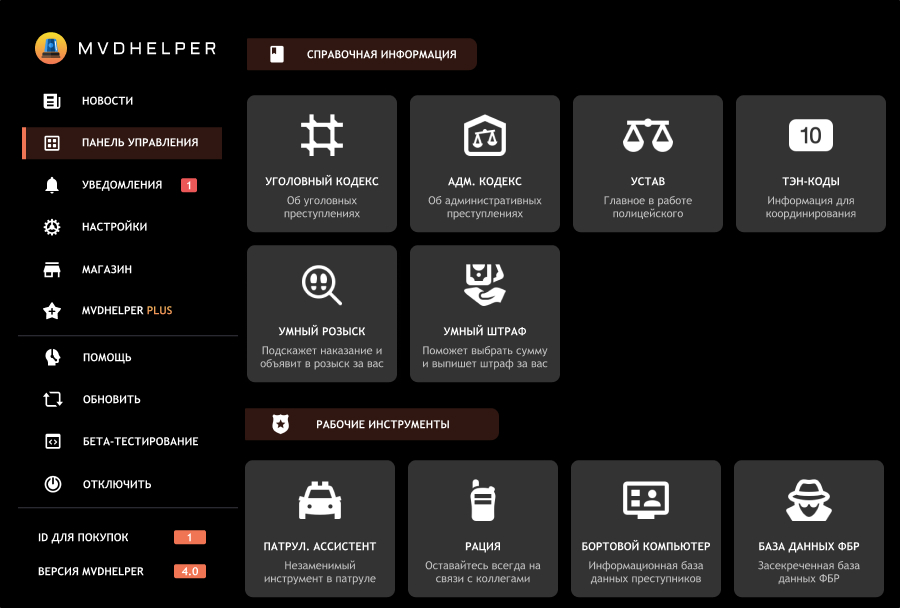 MVDHELPER
НОВОСТИ
ПАНЕЛЬ УПРАВЛЕНИЯ
УВЕДОМЛЕНИЯ 1
НАСТРОЙКИ
МАГАЗИН
MVDHELPER PLUS
ПОМОЩЬ
ОБНОВИТЬ
БЕТА-ТЕСТИРОВАНИЕ
ОТКЛЮЧИТЬ
ID ДЛЯ ПОКУПОК 1
ВЕРСИЯ MVDHELPER 4.0
СПРАВОЧНАЯ ИНФОРМАЦИЯ
УГОЛОВНЫЙ КОДЕКС
Об уголовных
преступлениях
АДМ. КОДЕКС
Об административных
преступлениях
УСТАВ
Главное в работе
полицейского
10
ТЭН-КОДЫ
Информация для
координирования
УМНЫЙ РОЗЫСК
Подскажет наказание и
объявит в розыск за вас
УМНЫЙ ШТРАФ
Поможет выбрать сумму
и выпишет штраф за вас
РАБОЧИЕ ИНСТРУМЕНТЫ
ПАТРУЛ. АССИСТЕНТ
Незаменимый
инструмент в патруле
РАЦИЯ
Оставайтесь всегда на
связи с коллегами
БОРТОВОЙ КОМПЬЮТЕР
Информационная база
данных преступников
БАЗА ДАННЫХ ФБР
Засекреченная база
данных ФБР